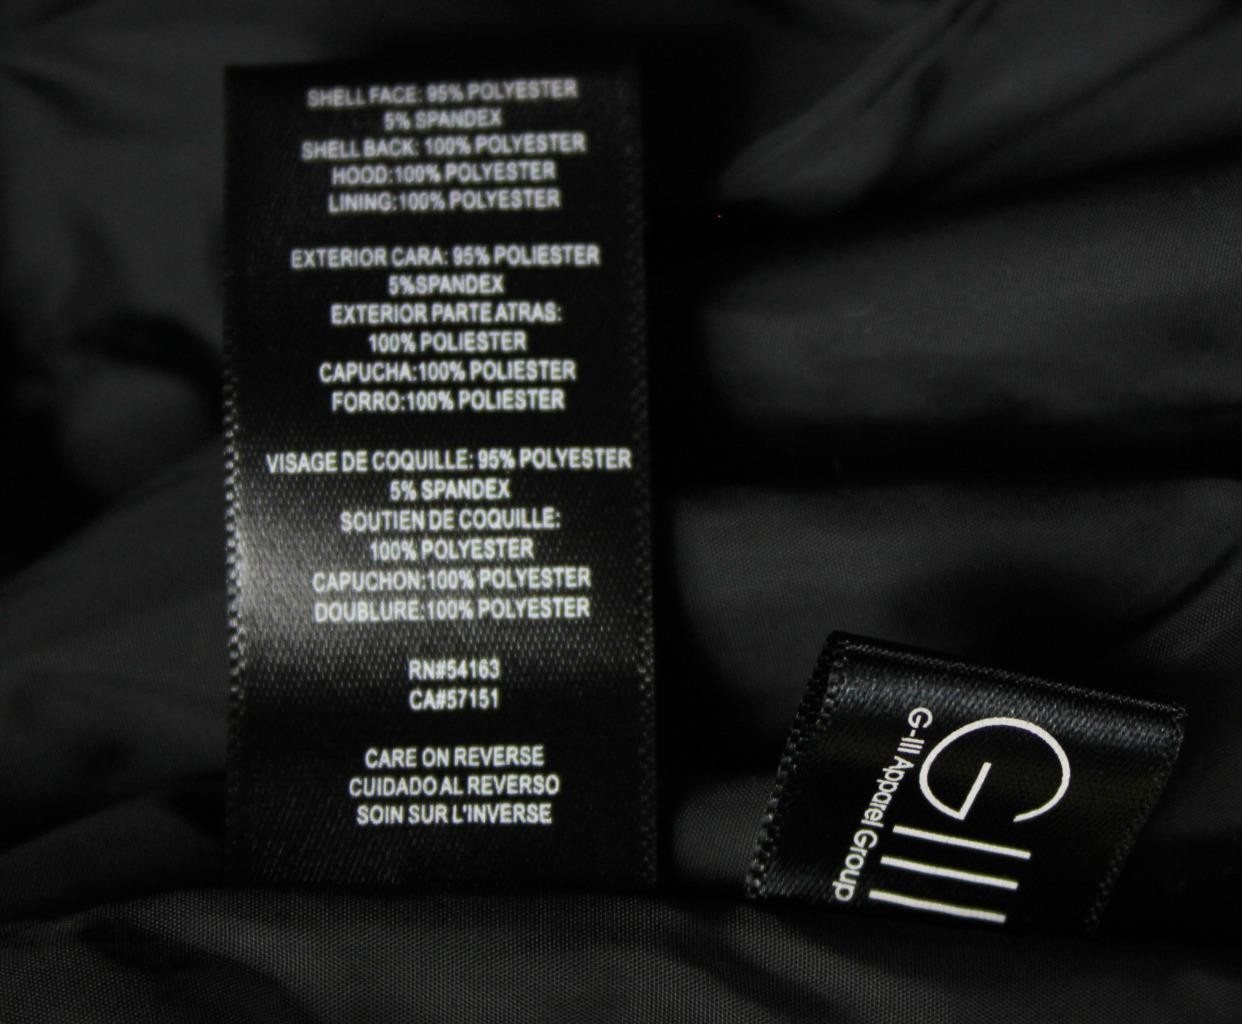 SHELL FACE: 95% POLYESTER
5% SPANDEX
SHELL BACK: 100% POLYESTER
HOOD:100% POLYESTER
LINING:100% POLYESTER
EXTERIOR CARA: 95% POLIESTER
5%SPANDEX
EXTERIOR PARTE ATRAS:
100% POLIESTER
CAPUCHA:100% POLIESTER
FORRO:100% POLIESTER
VISAGE DE COQUILLE: 95% POLYESTER
5% SPANDEX
SOUTIEN DE COQUILLE:
100% POLYESTER
CAPUCHON:100% POLYESTER
DOUBLURE:100% POLYESTER
RN#54163
CA#57151
CARE ON REVERSE
CUIDADO AL REVERSO
SOIN SUR L'INVERSE
GIII
G-III Apparel Group